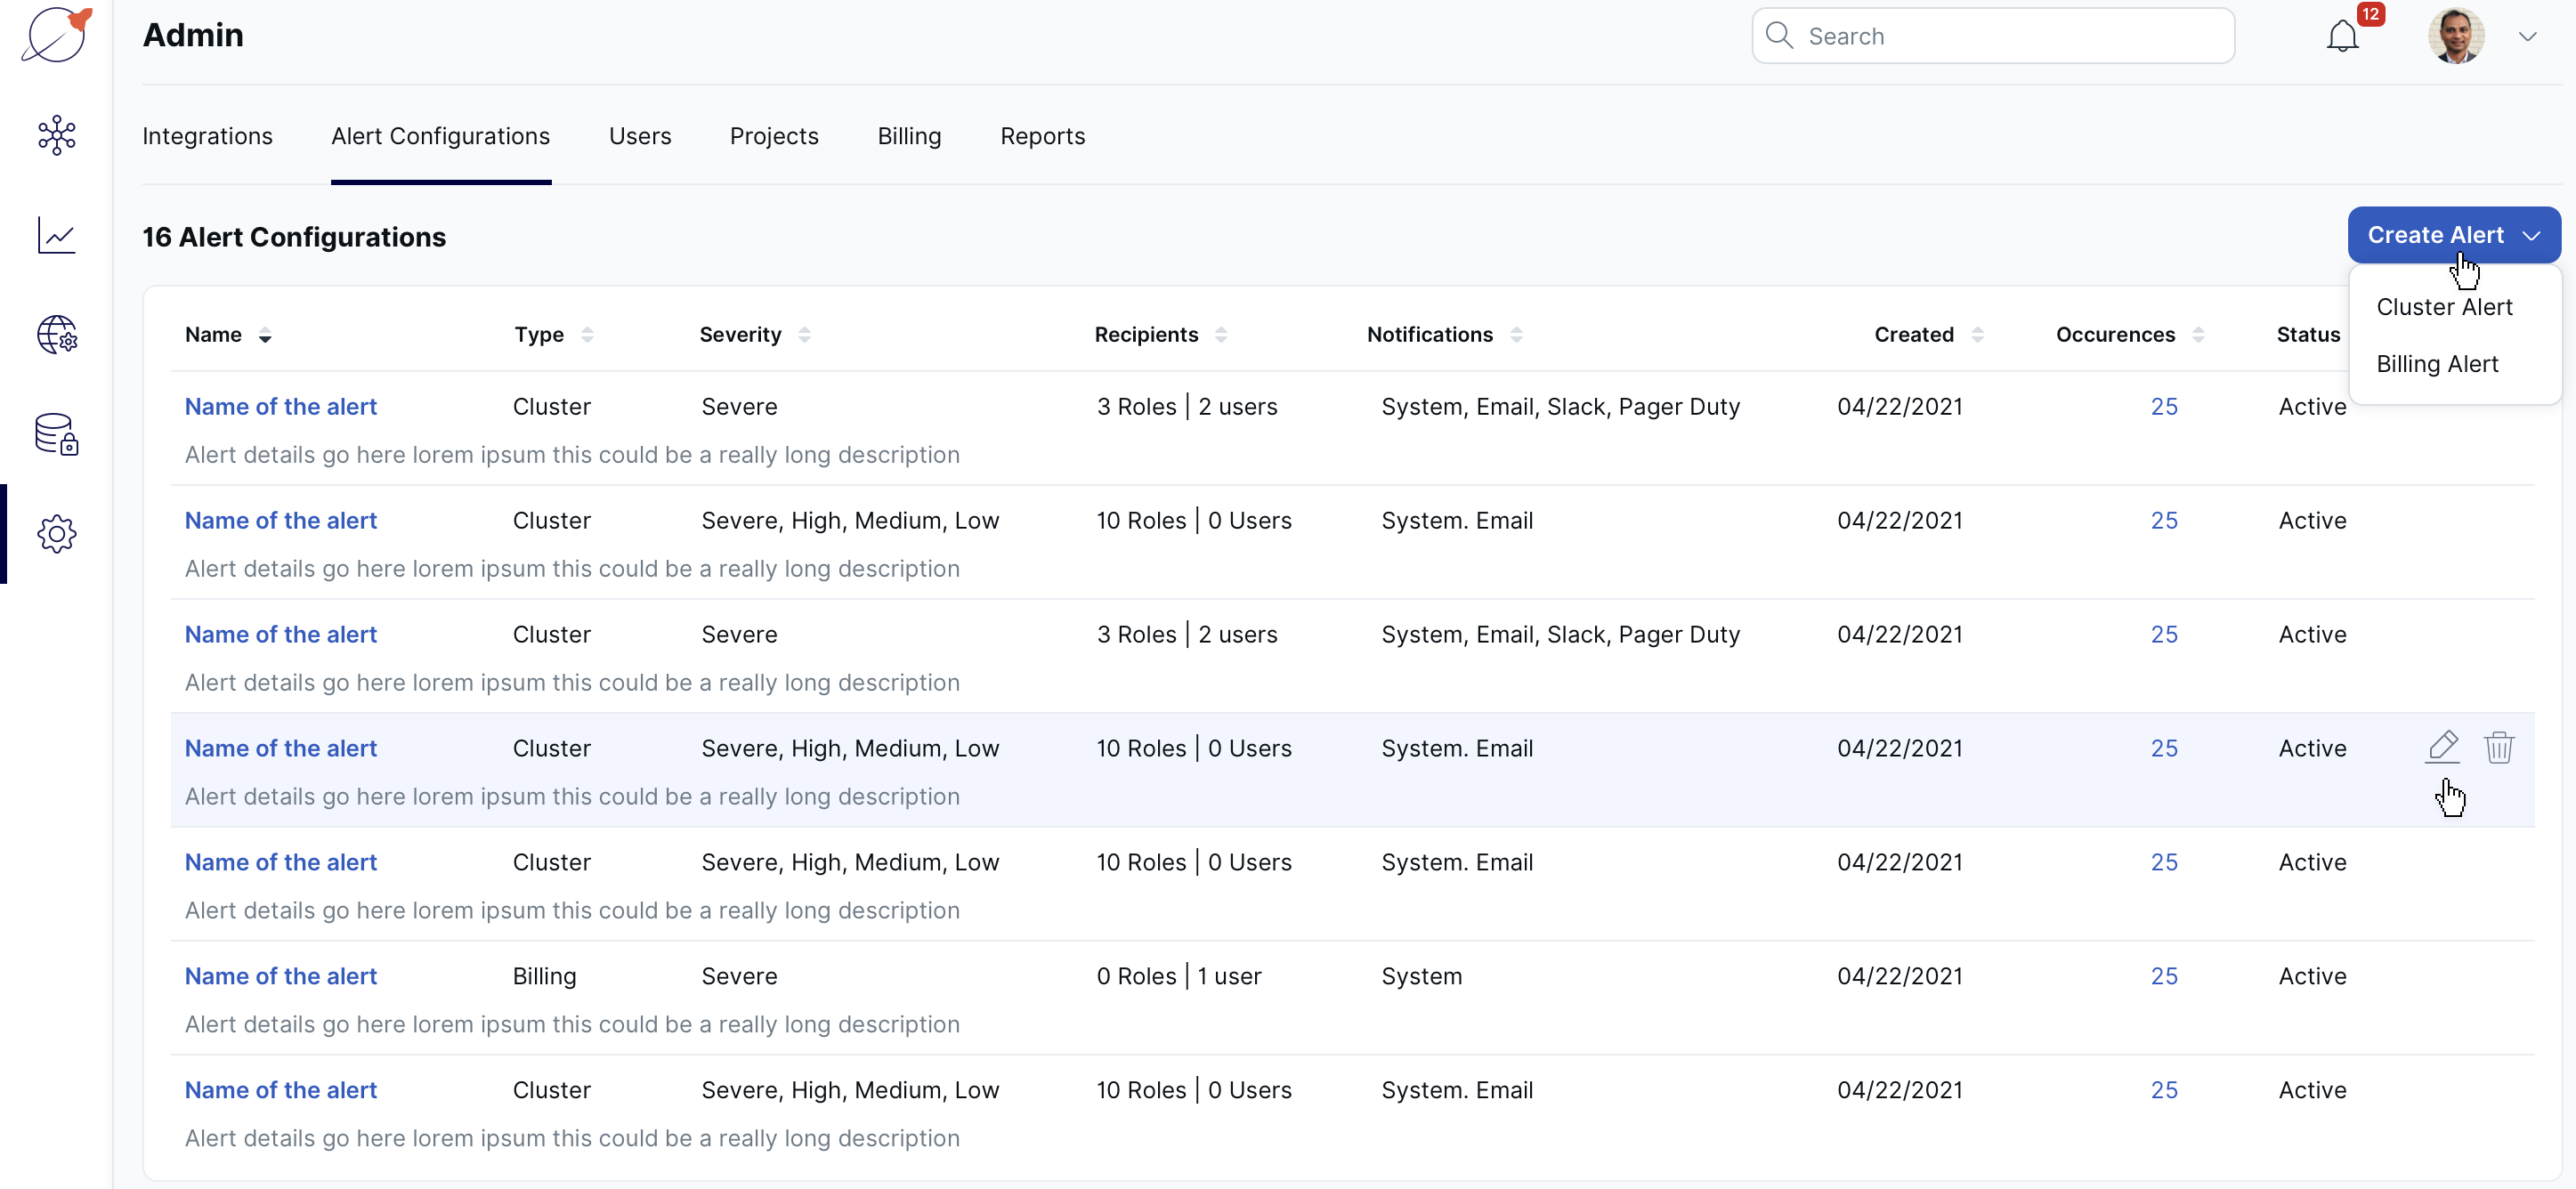 Admin
Search
12
Integrations Alert Configurations Users Projects Billing Reports
16 Alert Configurations
Create Alert
Cluster Alert
Billing Alert
Name Type Severity Recipients Notifications Created Occurences Status
Name of the alert Cluster Severe 3 Roles | 2 users System, Email, Slack, Pager Duty 04/22/2021 25 Active
Alert details go here lorem ipsum this could be a really long description
Name of the alert Cluster Severe, High, Medium, Low 10 Roles | 0 Users System. Email 04/22/2021 25 Active
Alert details go here lorem ipsum this could be a really long description
Name of the alert Cluster Severe 3 Roles | 2 users System, Email, Slack, Pager Duty 04/22/2021 25 Active
Alert details go here lorem ipsum this could be a really long description
Name of the alert Cluster Severe, High, Medium, Low 10 Roles | 0 Users System. Email 04/22/2021 25 Active
Alert details go here lorem ipsum this could be a really long description
Name of the alert Cluster Severe, High, Medium, Low 10 Roles | 0 Users System. Email 04/22/2021 25 Active
Alert details go here lorem ipsum this could be a really long description
Name of the alert Billing Severe 0 Roles | 1 user System 04/22/2021 25 Active
Alert details go here lorem ipsum this could be a really long description
Name of the alert Cluster Severe, High, Medium, Low 10 Roles | 0 Users System. Email 04/22/2021 25 Active
Alert details go here lorem ipsum this could be a really long description